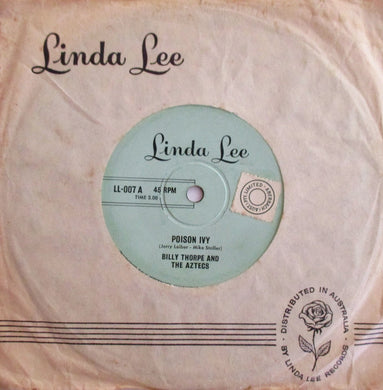 Linda Lee
Linda Lee
LL-007 A 45 RPM
TIME 3.00
POISON IVY
(Jerry Leiber - Mike Stoller)
BILLY THORPE AND
THE AZTECS
LIMITED
· DISTRIBUTED IN AUSTRALIA ·
BY LINDA LEE RECORDS